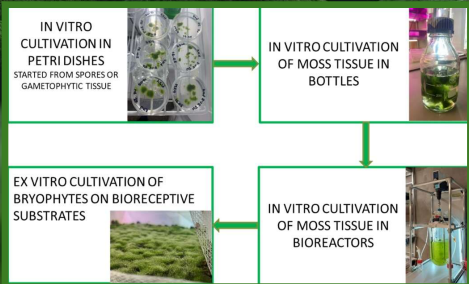 IN VITRO
CULTIVATION IN
PETRI DISHES
STARTED FROM SPORES OR
GAMETOPHYTIC TISSUE
IN VITRO CULTIVATION
OF MOSS TISSUE IN
BOTTLES
IN VITRO CULTIVATION
OF MOSS TISSUE IN
BIOREACTORS
EX VITRO CULTIVATION OF
BRYOPHYTES ON BIORECEPTIVE
SUBSTRATES